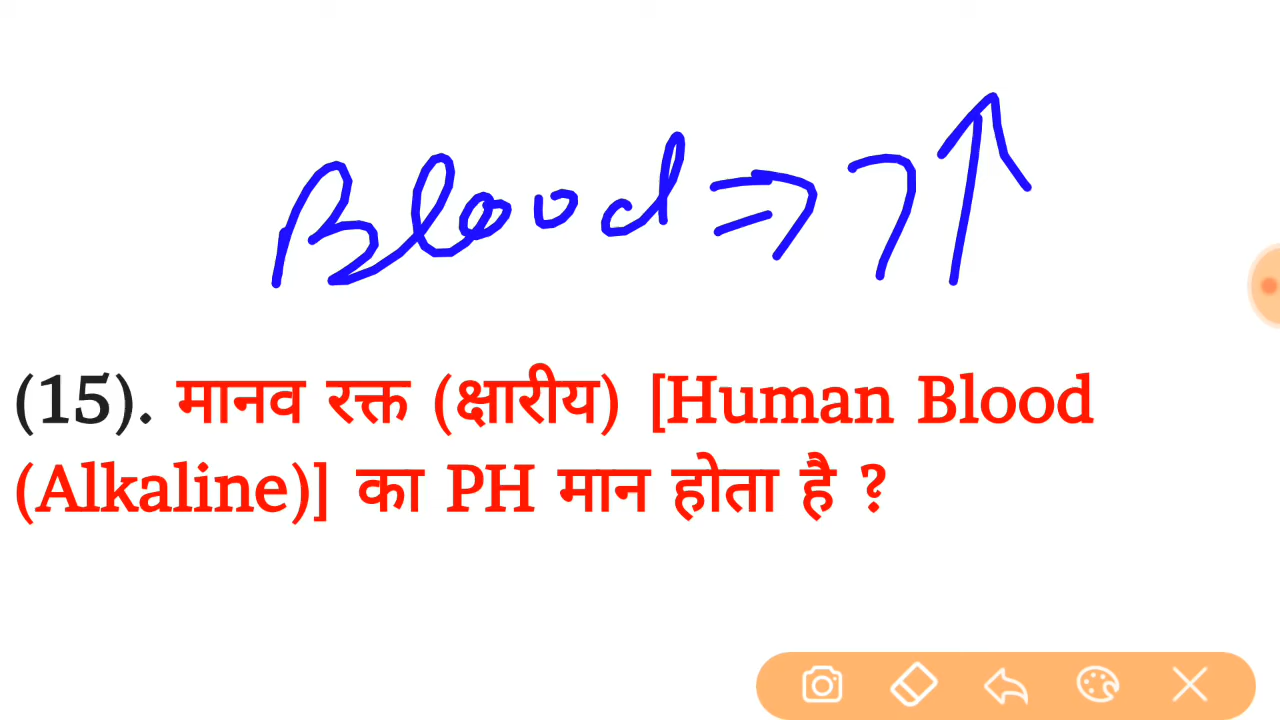 Blood => 7 ↑
(15). मानव रक्त (क्षारीय) [Human Blood
(Alkaline)] का PH मान होता है ?